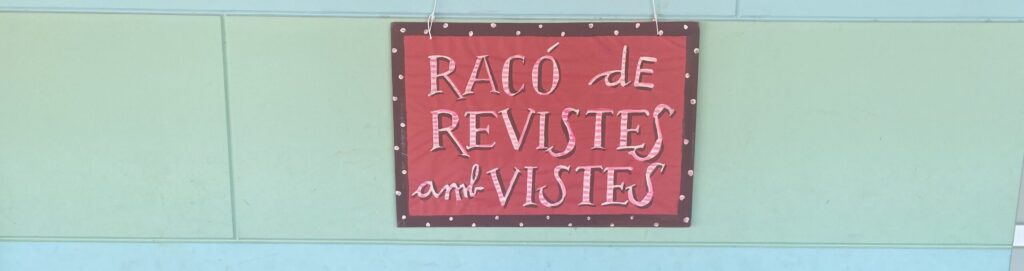 RACÓ dE
REVISTES
amb VISTES